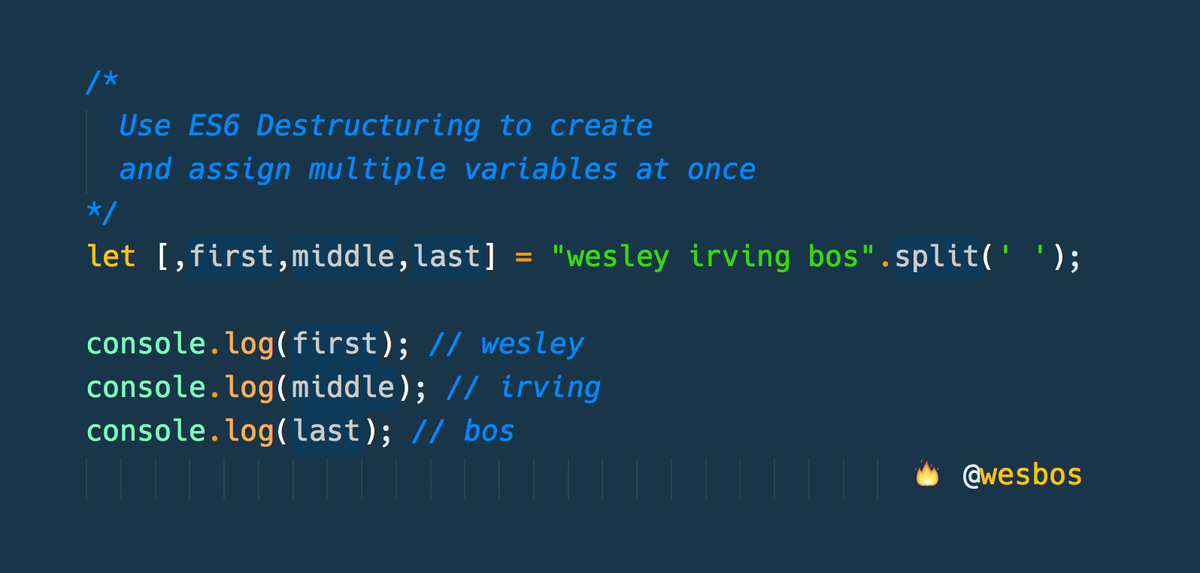 /*
Use ES6 Destructuring to create
and assign multiple variables at once
*/
let [,first,middle,last] = "wesley irving bos".split(' ');
console.log(first); // wesley
console.log(middle); // irving
console.log(last); // bos
🔥 @wesbos